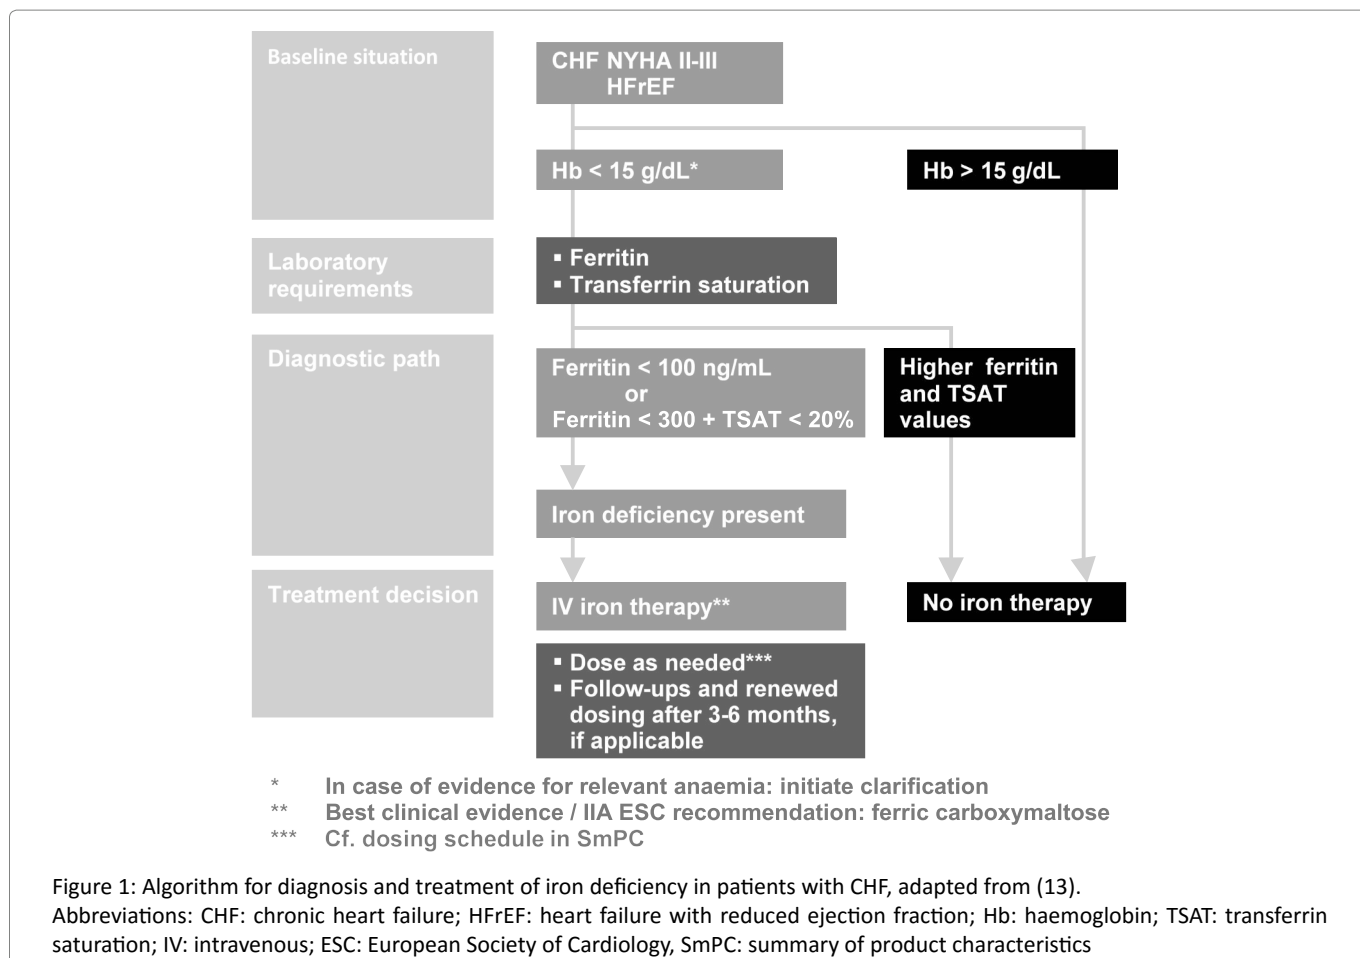 Baseline situation
CHF NYHA II-III
HFrEF
Hb < 15 g/dL*
Hb > 15 g/dL
Laboratory
requirements
▪ Ferritin
▪ Transferrin saturation
Diagnostic path
Ferritin < 100 ng/mL
or
Ferritin < 300 + TSAT < 20%
Higher ferritin
and TSAT
values
Iron deficiency present
Treatment decision
IV iron therapy**
No iron therapy
▪ Dose as needed***
▪ Follow-ups and renewed
dosing after 3-6 months,
if applicable
* In case of evidence for relevant anaemia: initiate clarification
** Best clinical evidence / IIA ESC recommendation: ferric carboxymaltose
*** Cf. dosing schedule in SmPC
Figure 1: Algorithm for diagnosis and treatment of iron deficiency in patients with CHF, adapted from (13).
Abbreviations: CHF: chronic heart failure; HFrEF: heart failure with reduced ejection fraction; Hb: haemoglobin; TSAT: transferrin
saturation; IV: intravenous; ESC: European Society of Cardiology, SmPC: summary of product characteristics